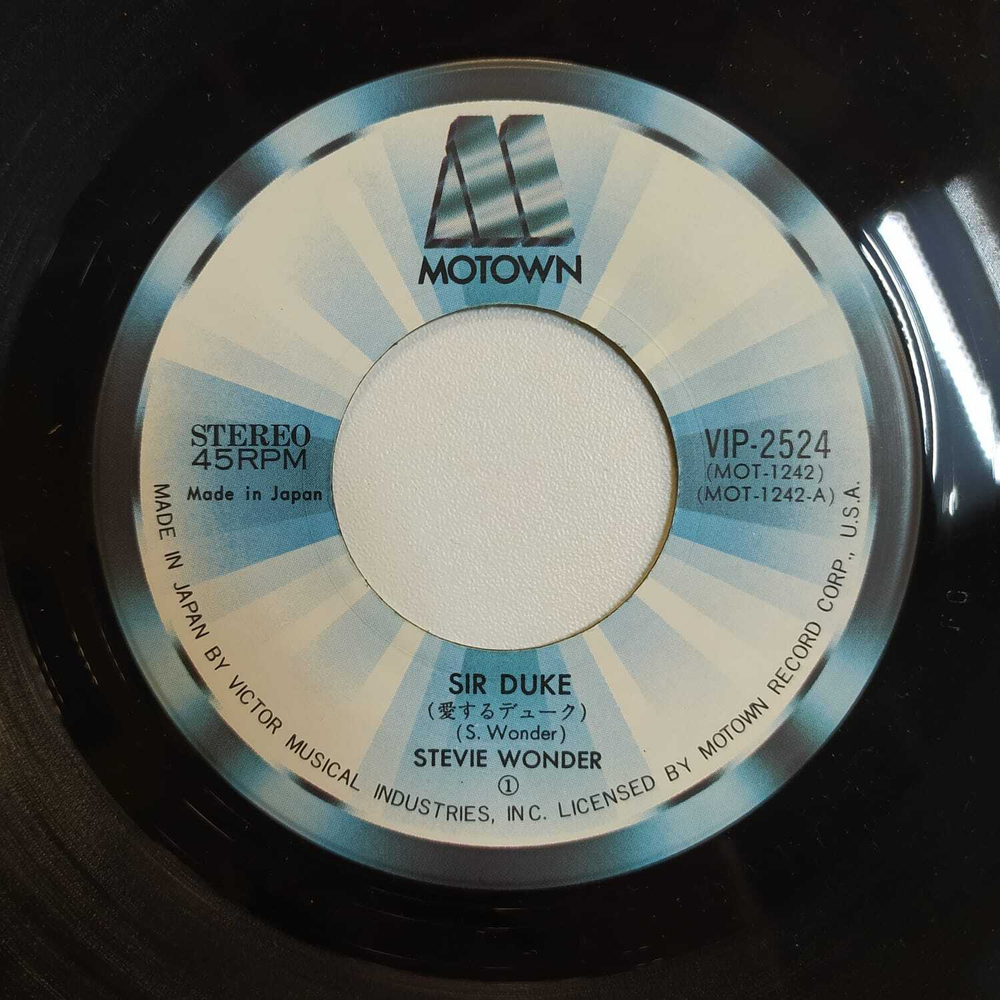 MOTOWN
STEREO
45RPM
Made in Japan
VIP-2524
(MOT-1242)
(MOT-1242-A)
SIR DUKE
(愛するデューク)
(S. Wonder)
STEVIE WONDER
①
MADE IN JAPAN BY VICTOR MUSICAL INDUSTRIES, INC. LICENSED BY MOTOWN RECORD CORP., U.S.A.